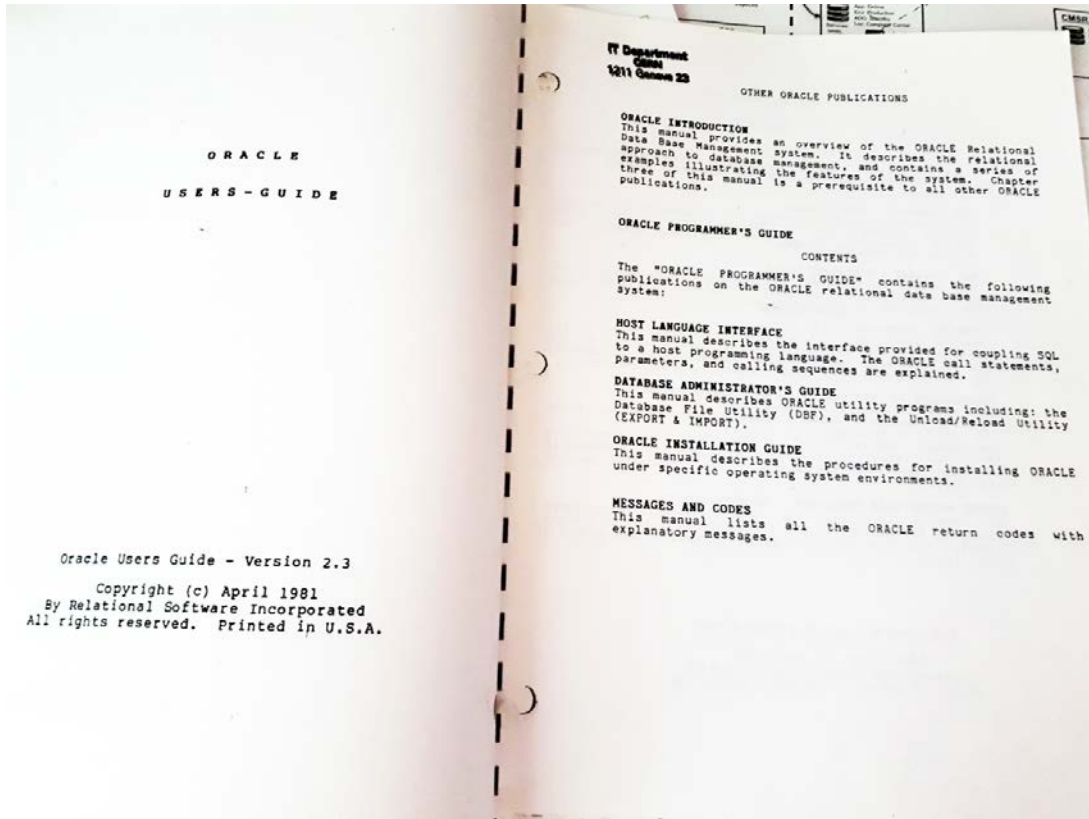 O R A C L E
U S E R S - G U I D E
Oracle Users Guide - Version 2.3
Copyright (c) April 1981
By Relational Software Incorporated
All rights reserved. Printed in U.S.A.
CMSR
IT Department
CERN
1211 Geneva 23
OTHER ORACLE PUBLICATIONS
ORACLE INTRODUCTION
This manual provides an overview of the ORACLE Relational
Data Base Management system. It describes the relational
approach to database management, and contains a series of
examples illustrating the features of the system. Chapter
three of this manual is a prerequisite to all other ORACLE
publications.
ORACLE PROGRAMMER'S GUIDE
CONTENTS
The "ORACLE PROGRAMMER'S GUIDE" contains the following
publications on the ORACLE relational data base management
system:
HOST LANGUAGE INTERFACE
This manual describes the interface provided for coupling SQL
to a host programming language. The ORACLE call statements,
parameters, and calling sequences are explained.
DATABASE ADMINISTRATOR'S GUIDE
This manual describes ORACLE utility programs including: the
Database File Utility (DBF), and the Unload/Reload Utility
(EXPORT & IMPORT).
ORACLE INSTALLATION GUIDE
This manual describes the procedures for installing ORACLE
under specific operating system environments.
MESSAGES AND CODES
This manual lists all the ORACLE return codes with
explanatory messages.